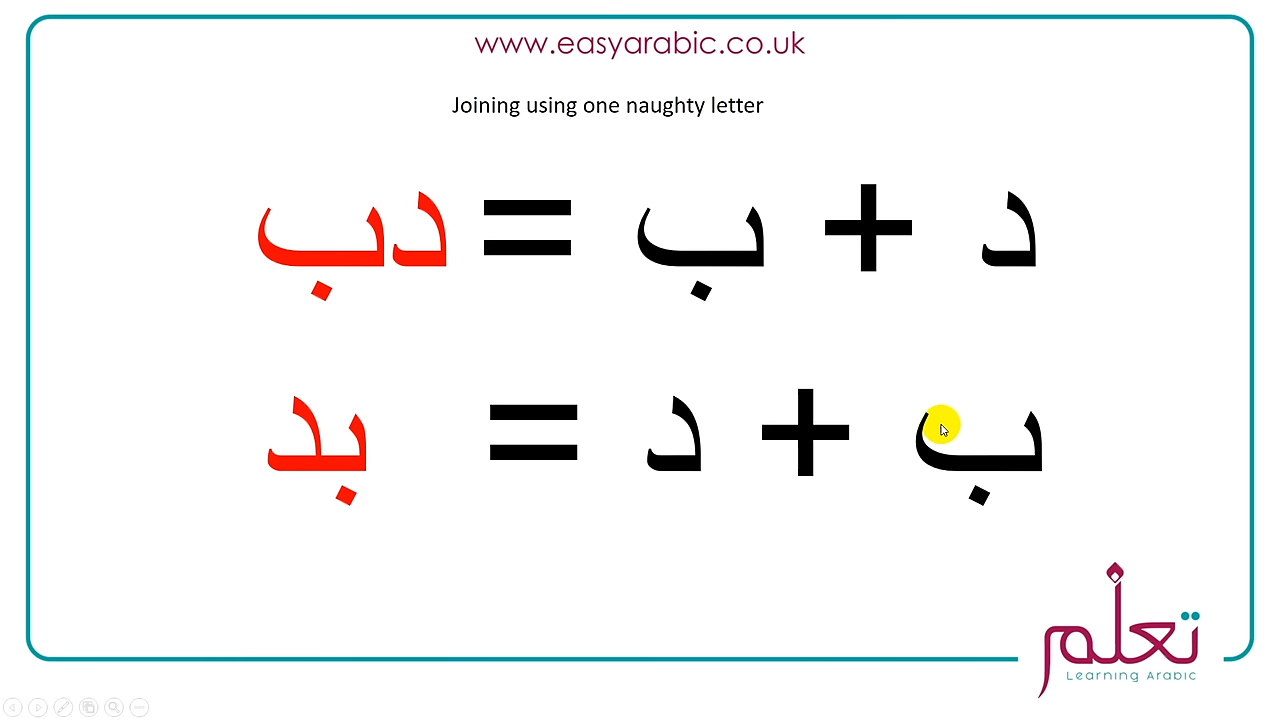 www.easyarabic.co.uk
Joining using one naughty letter
د + ب = دب
ب + د = بد
تعلم
Learning Arabic